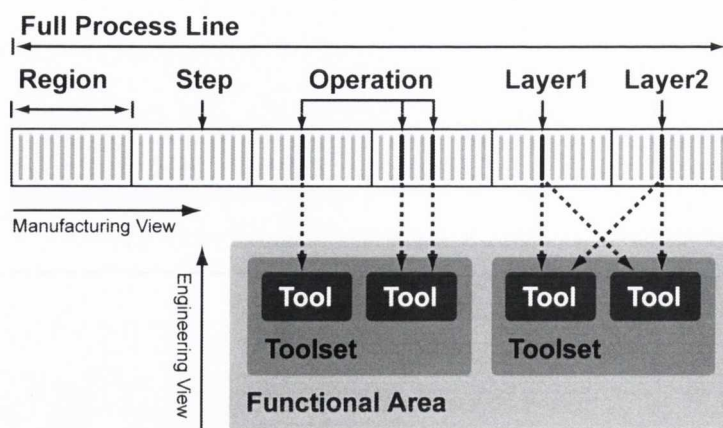 Full Process Line
Region Step Operation Layer1 Layer2
Manufacturing View
Engineering View
Tool Tool Tool Tool
Toolset Toolset
Functional Area